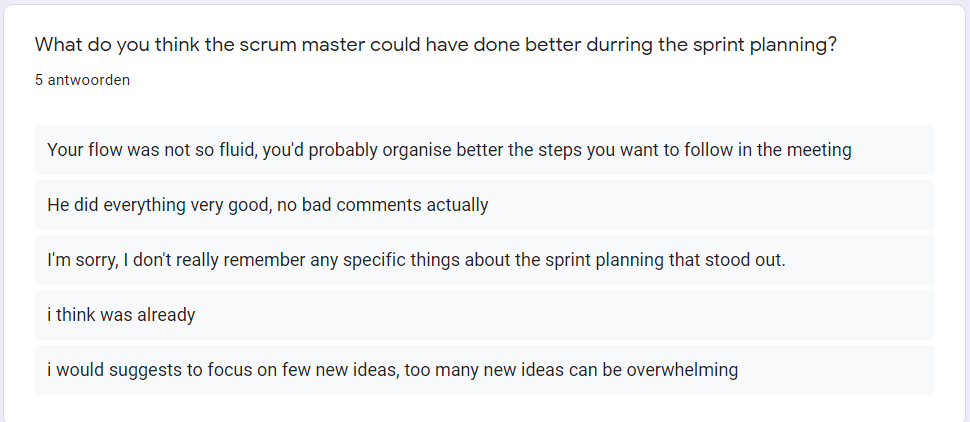 What do you think the scrum master could have done better durring the sprint planning?
5 antwoorden
Your flow was not so fluid, you'd probably organise better the steps you want to follow in the meeting
He did everything very good, no bad comments actually
I'm sorry, I don't really remember any specific things about the sprint planning that stood out.
i think was already
i would suggests to focus on few new ideas, too many new ideas can be overwhelming